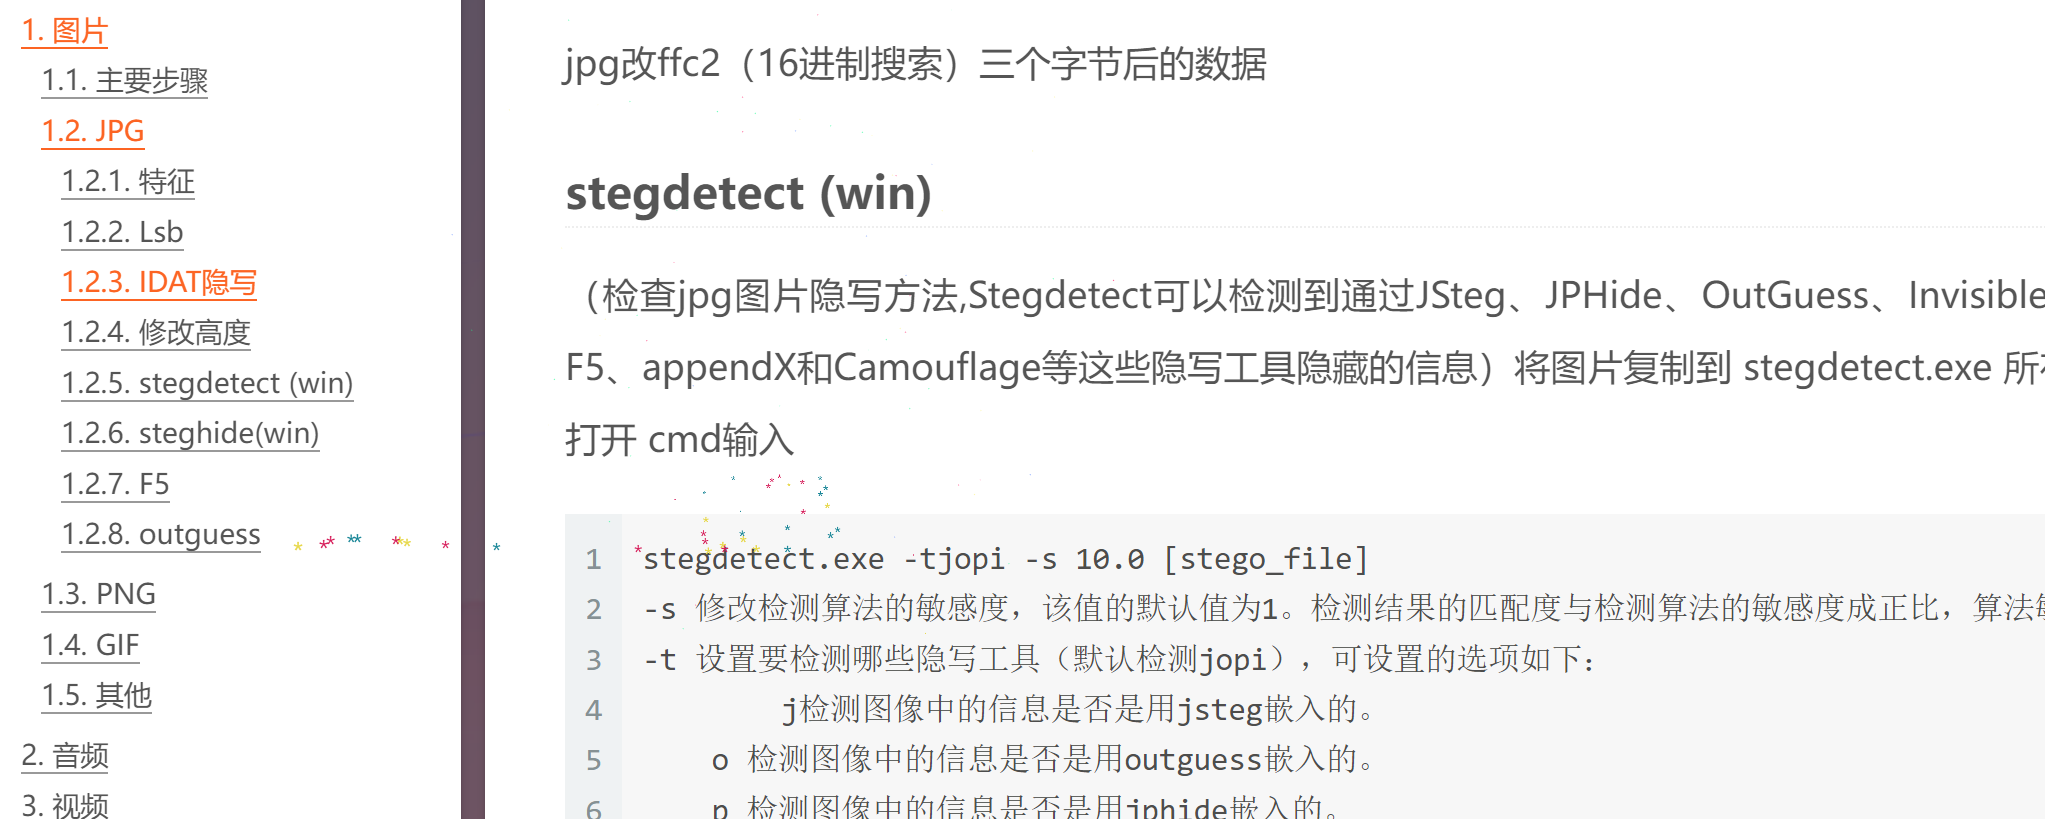 1. 图片
1.1. 主要步骤
1.2. JPG
1.2.1. 特征
1.2.2. Lsb
1.2.3. IDAT隐写
1.2.4. 修改高度
1.2.5. stegdetect (win)
1.2.6. steghide(win)
1.2.7. F5
1.2.8. outguess
1.3. PNG
1.4. GIF
1.5. 其他
2. 音频
3. 视频
jpg改ffc2（16进制搜索）三个字节后的数据
stegdetect (win)
（检查jpg图片隐写方法,Stegdetect可以检测到通过JSteg、JPHide、OutGuess、Invisible
F5、appendX和Camouflage等这些隐写工具隐藏的信息）将图片复制到 stegdetect.exe 所
打开 cmd输入
1 stegdetect.exe -tjopi -s 10.0 [stego_file]
2 -s 修改检测算法的敏感度，该值的默认值为1。检测结果的匹配度与检测算法的敏感度成正比，算法
3 -t 设置要检测哪些隐写工具（默认检测jopi），可设置的选项如下：
4 j检测图像中的信息是否是用jsteg嵌入的。
5 o 检测图像中的信息是否是用outguess嵌入的。
6 p 检测图像中的信息是否是用jphide嵌入的。